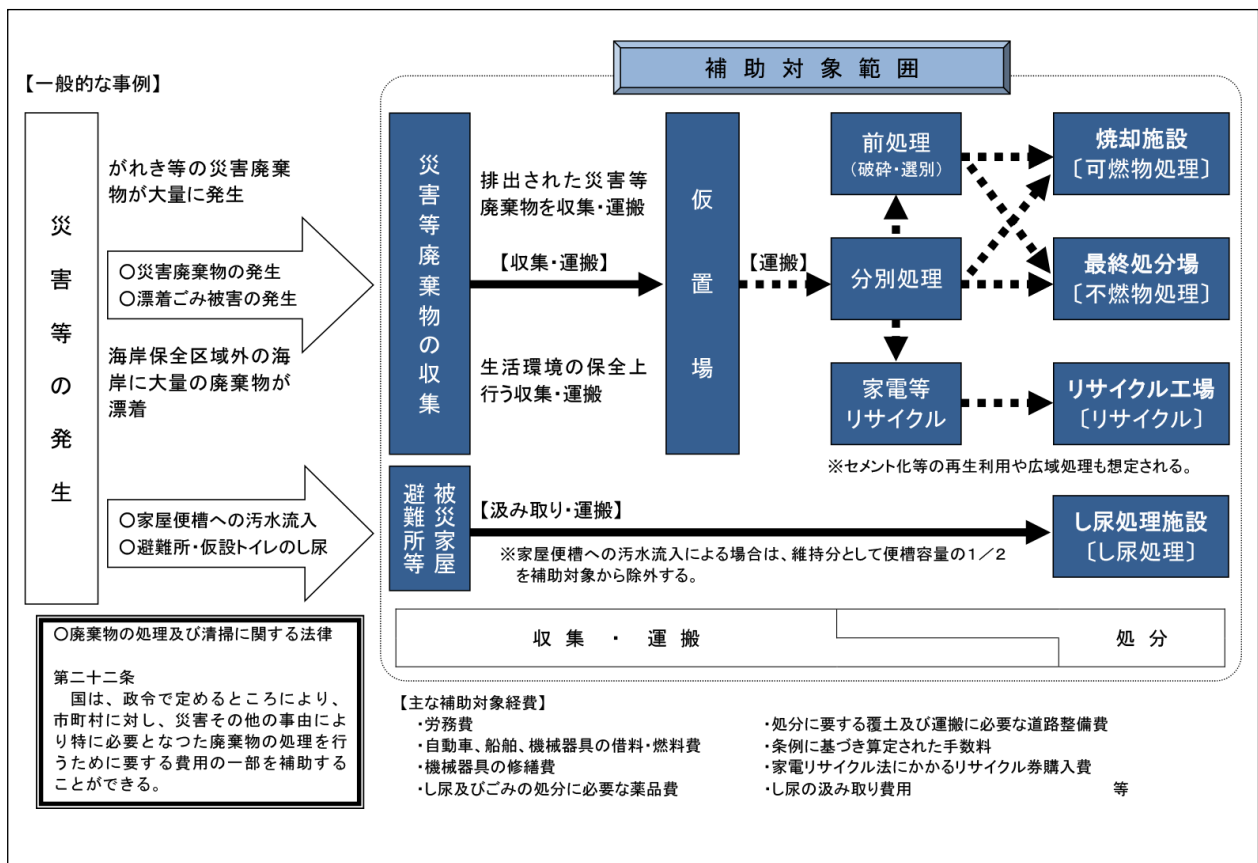 補助対象範囲
【一般的な事例】
災害等の発生
がれき等の災害廃棄
物が大量に発生
○災害廃棄物の発生
○漂着ごみ被害の発生
海岸保全区域外の海
岸に大量の廃棄物が
漂着
○家屋便槽への汚水流入
○避難所・仮設トイレのし尿
災害等廃棄物の収集
排出された災害等
廃棄物を収集・運搬
【収集・運搬】
生活環境の保全上
行う収集・運搬
仮置場
【運搬】
前処理
(破砕・選別)
分別処理
家電等
リサイクル
焼却施設
〔可燃物処理〕
最終処分場
〔不燃物処理〕
リサイクル工場
〔リサイクル〕
※セメント化等の再生利用や広域処理も想定される。
被災家屋
避難所等
【汲み取り・運搬】
※家屋便槽への汚水流入による場合は、維持分として便槽容量の1/2
を補助対象から除外する。
し尿処理施設
〔し尿処理〕
収集・運搬
処分
○廃棄物の処理及び清掃に関する法律
第二十二条
国は、政令で定めるところにより、
市町村に対し、災害その他の事由によ
り特に必要となつた廃棄物の処理を行
うために要する費用の一部を補助する
ことができる。
【主な補助対象経費】
・労務費
・自動車、船舶、機械器具の借料・燃料費
・機械器具の修繕費
・し尿及びごみの処分に必要な薬品費
・処分に要する覆土及び運搬に必要な道路整備費
・条例に基づき算定された手数料
・家電リサイクル法にかかるリサイクル券購入費
・し尿の汲み取り費用 等